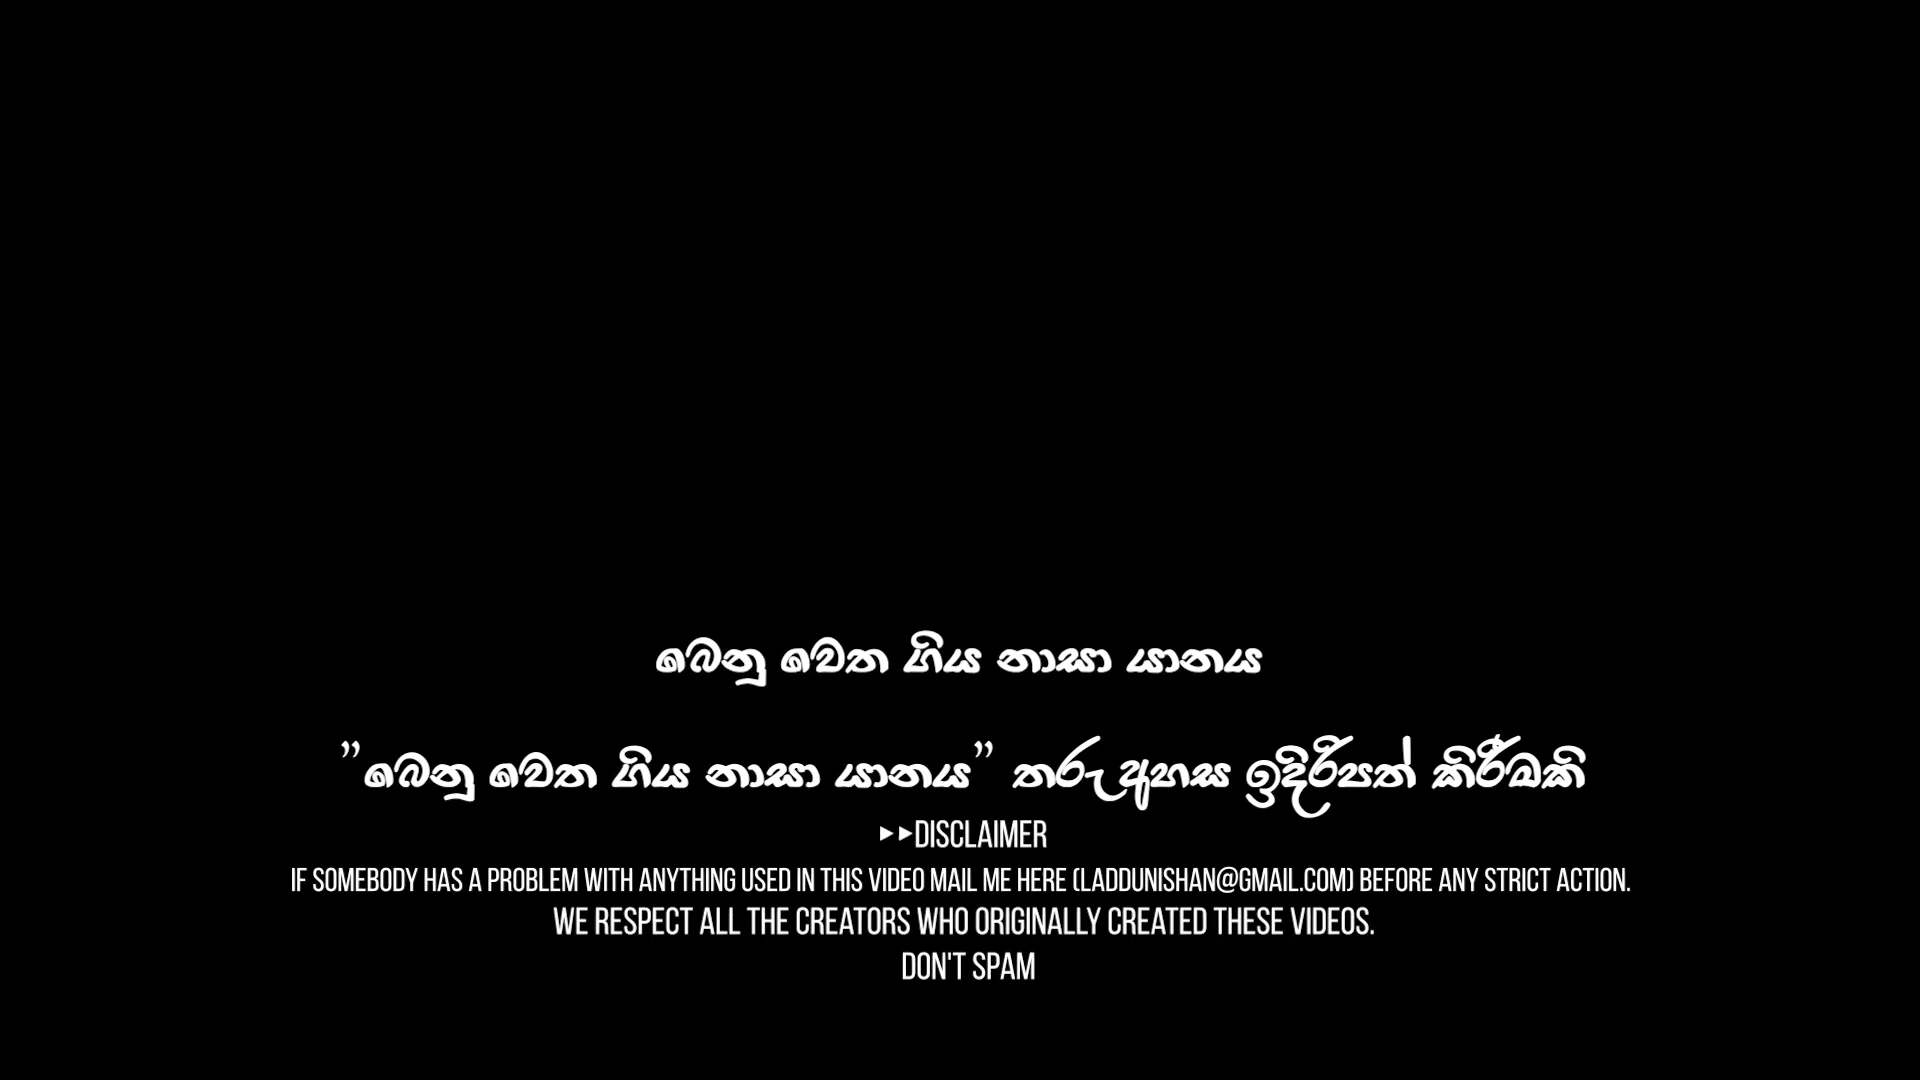 බෙනු වෙත ගිය නාසා යානය
”බෙනු වෙත ගිය නාසා යානය” තරු අහස ඉදිරිපත් කිරීමකි
▸▸DISCLAIMER
IF SOMEBODY HAS A PROBLEM WITH ANYTHING USED IN THIS VIDEO MAIL ME HERE (LADDUNISHAN@GMAIL.COM) BEFORE ANY STRICT ACTION.
WE RESPECT ALL THE CREATORS WHO ORIGINALLY CREATED THESE VIDEOS.
DON'T SPAM